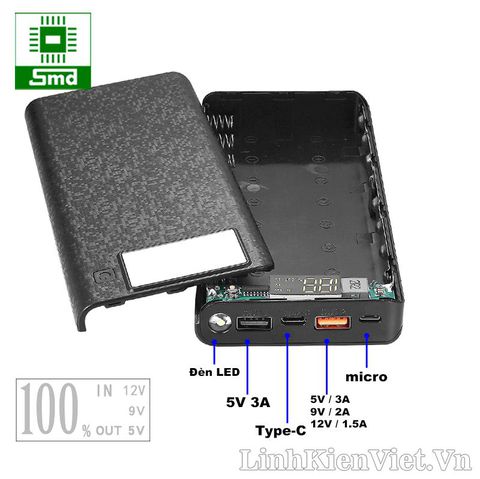 Smd
Đèn LED
5V 3A
Type-C
5V / 3A
9V / 2A
12V / 1.5A
micro
100% IN 12V
9V
OUT 5V
LinhKienViet.Vn